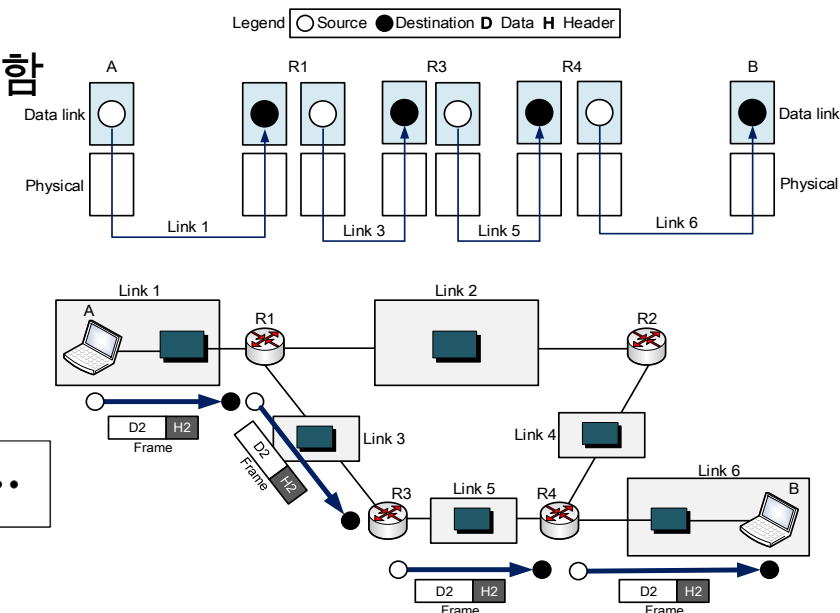 Legend Source Destination D Data H Header
함
A R1 R3 R4 B
Data link Data link
Physical Physical
Link 1 Link 3 Link 5 Link 6
Link 1 Link 2
A R1 R2
D2 H2
Frame
D2 H2
Frame
Link 3 Link 4
Link 6
R3 Link 5 R4 B
D2 H2 D2 H2
Frame Frame